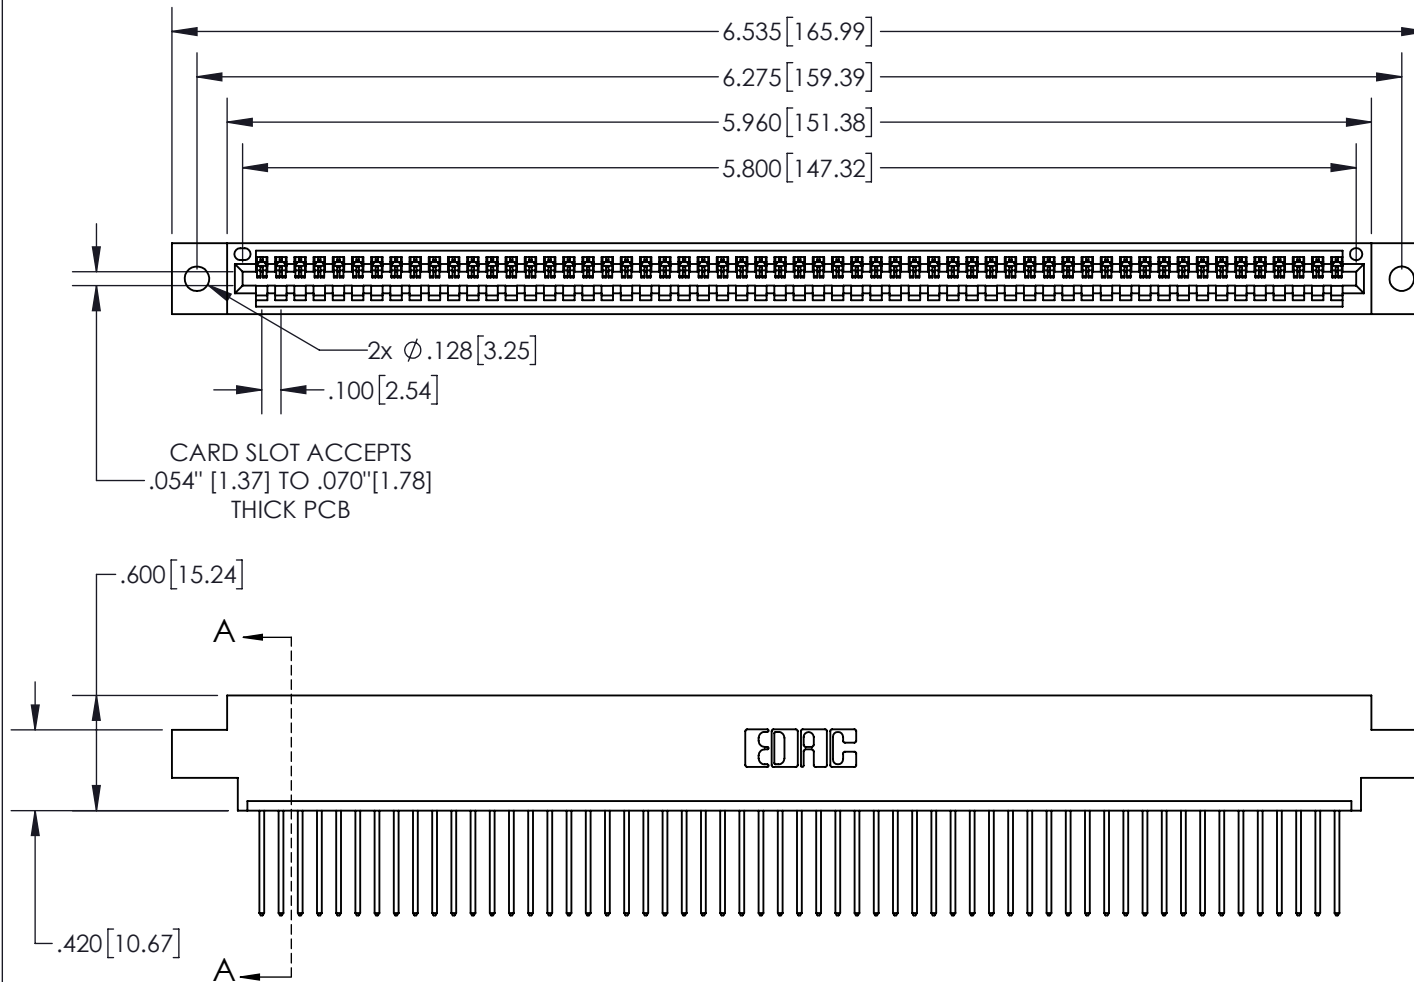 6.535[165.99]
6.275[159.39]
5.960[151.38]
5.800[147.32]
2x ∅.128[3.25]
.100[2.54]
CARD SLOT ACCEPTS
.054" [1.37] TO .070"[1.78]
THICK PCB
.600[15.24]
A
EDAC
.420[10.67]
A